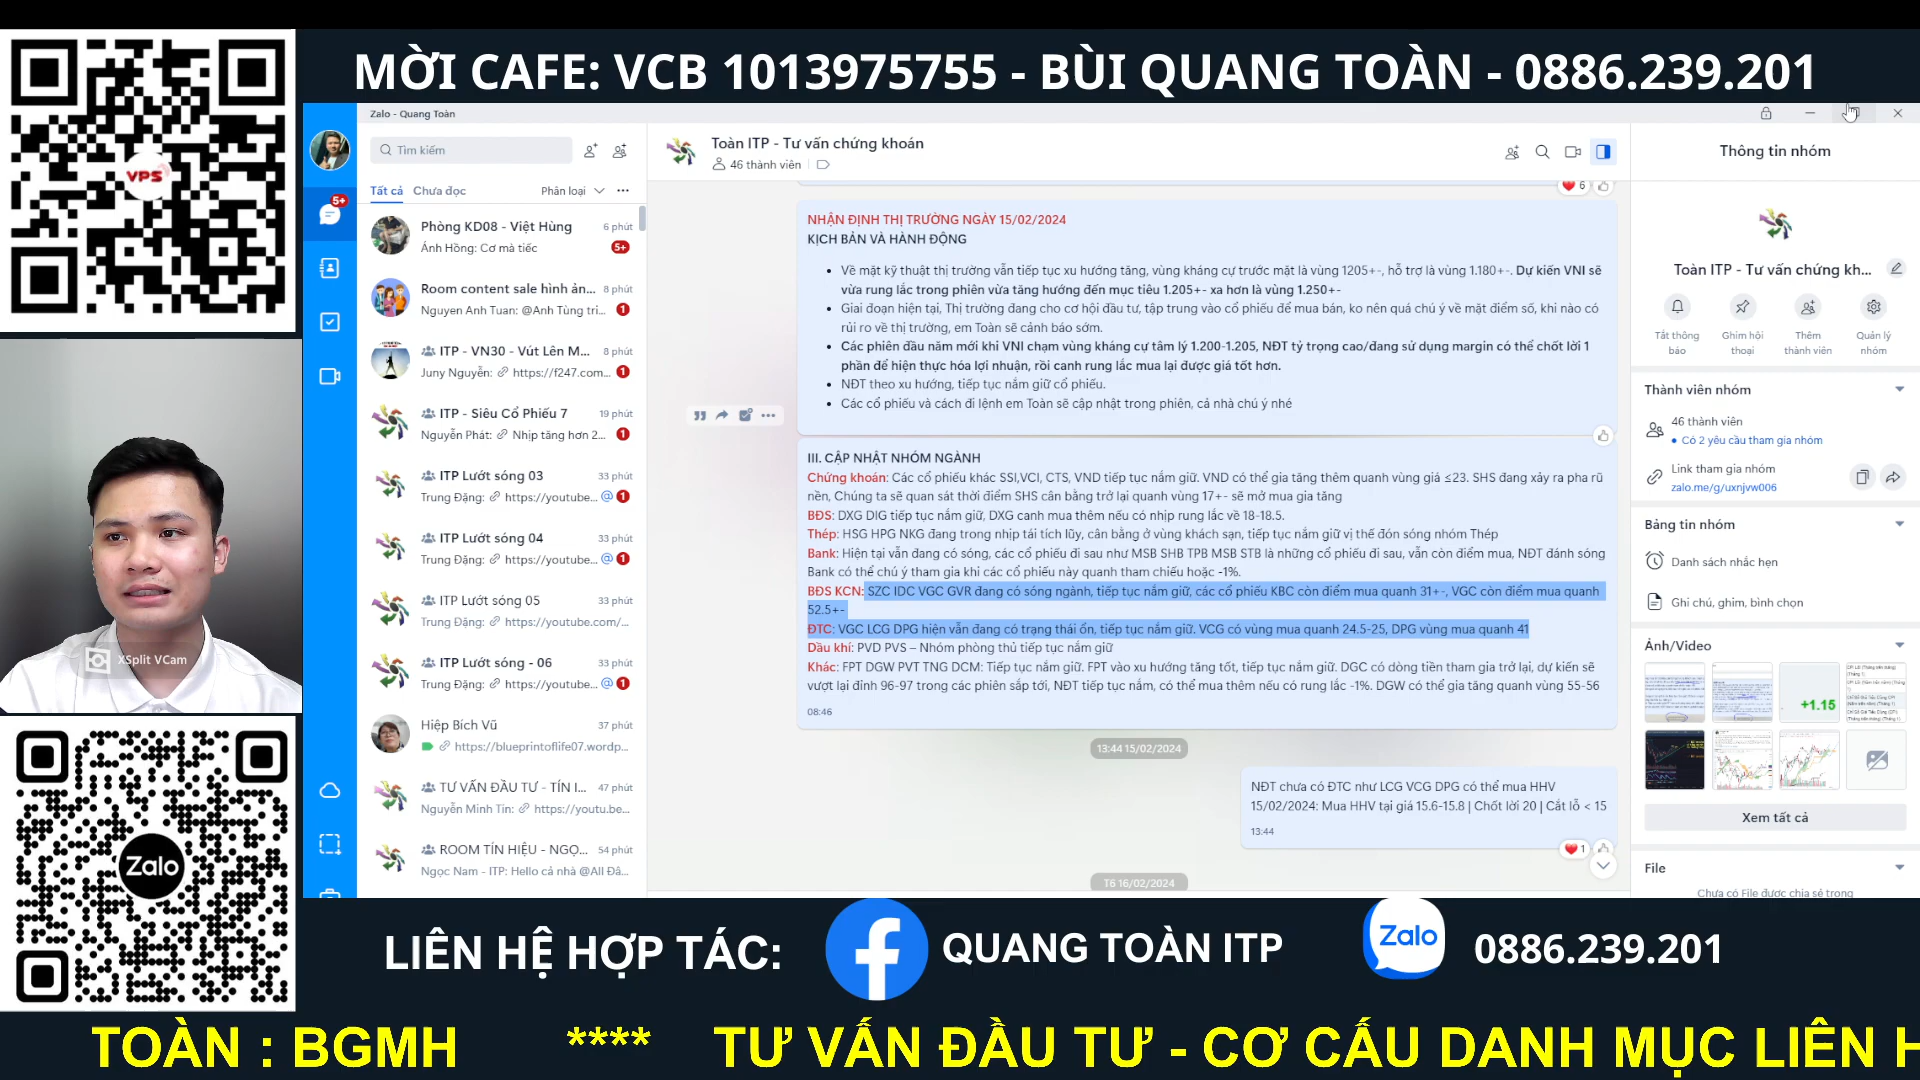 MỜI CAFE: VCB 1013975755 - BÙI QUANG TOÀN - 0886.239.201
VPS
XSplit VCam
Zalo
Zalo - Quang Toàn
Tìm kiếm
Tất cả Chưa đọc Phân loại
5+
Phòng KD08 - Việt Hùng 6 phút
Ánh Hồng: Cơ mà tiếc 5+
Room content sale hình ản... 8 phút
Nguyen Anh Tuan: @Anh Tùng tri... 1
ITP - VN30 - Vút Lên M... 8 phút
Juny Nguyễn: https://f247.com... 1
ITP - Siêu Cổ Phiếu 7 19 phút
Nguyễn Phát: Nhịp tăng hơn 2... 1
ITP Lướt sóng 03 33 phút
Trung Đặng: https://youtube... @ 1
ITP Lướt sóng 04 33 phút
Trung Đặng: https://youtube... @ 1
ITP Lướt sóng 05 33 phút
Trung Đặng: https://youtube.com/...
ITP Lướt sóng - 06 33 phút
Trung Đặng: https://youtube... @ 1
Hiệp Bích Vũ 37 phút
https://blueprintoflife07.wordp...
TƯ VẤN ĐẦU TƯ - TÍN I... 47 phút
Nguyễn Minh Tín: https://youtu.be...
ROOM TÍN HIỆU - NGỌ... 54 phút
Ngọc Nam - ITP: Hello cả nhà @All Đâ...
Toàn ITP - Tư vấn chứng khoán
46 thành viên
6
NHẬN ĐỊNH THỊ TRƯỜNG NGÀY 15/02/2024
KỊCH BẢN VÀ HÀNH ĐỘNG
• Về mặt kỹ thuật thị trường vẫn tiếp tục xu hướng tăng, vùng kháng cự trước mặt là vùng 1205+-, hỗ trợ là vùng 1.180+-. Dự kiến VNI sẽ
vừa rung lắc trong phiên vừa tăng hướng đến mục tiêu 1.205+- xa hơn là vùng 1.250+-
• Giai đoạn hiện tại, Thị trường đang cho cơ hội đầu tư, tập trung vào cổ phiếu để mua bán, ko nên quá chú ý về mặt điểm số, khi nào có
rủi ro về thị trường, em Toàn sẽ cảnh báo sớm.
• Các phiên đầu năm mới khi VNI chạm vùng kháng cự tâm lý 1.200-1.205, NĐT tỷ trọng cao/đang sử dụng margin có thể chốt lời 1
phần để hiện thực hóa lợi nhuận, rồi canh rung lắc mua lại được giá tốt hơn.
• NĐT theo xu hướng, tiếp tục nắm giữ cổ phiếu.
• Các cổ phiếu và cách đi lệnh em Toàn sẽ cập nhật trong phiên, cả nhà chú ý nhé
III. CẬP NHẬT NHÓM NGÀNH
Chứng khoán: Các cổ phiếu khác SSI,VCI, CTS, VND tiếp tục nắm giữ. VND có thể gia tăng thêm quanh vùng giá ≤23. SHS đang xảy ra pha rũ
nền, Chúng ta sẽ quan sát thời điểm SHS cân bằng trở lại quanh vùng 17+- sẽ mở mua gia tăng
BĐS: DXG DIG tiếp tục nắm giữ, DXG canh mua thêm nếu có nhịp rung lắc về 18-18.5.
Thép: HSG HPG NKG đang trong nhịp tái tích lũy, cân bằng ở vùng khách sạn, tiếp tục nắm giữ vị thế đón sóng nhóm Thép
Bank: Hiện tại vẫn đang có sóng, các cổ phiếu đi sau như MSB SHB TPB MSB STB là những cổ phiếu đi sau, vẫn còn điểm mua, NĐT đánh sóng
Bank có thể chú ý tham gia khi các cổ phiếu này quanh tham chiếu hoặc -1%.
BĐS KCN: SZC IDC VGC GVR đang có sóng ngành, tiếp tục nắm giữ, các cổ phiếu KBC còn điểm mua quanh 31+-, VGC còn điểm mua quanh
52.5+-
ĐTC: VGC LCG DPG hiện vẫn đang có trạng thái ổn, tiếp tục nắm giữ. VCG có vùng mua quanh 24.5-25, DPG vùng mua quanh 41
Dầu khí: PVD PVS – Nhóm phòng thủ tiếp tục nắm giữ
Khác: FPT DGW PVT TNG DCM: Tiếp tục nắm giữ. FPT vào xu hướng tăng tốt, tiếp tục nắm giữ. DGC có dòng tiền tham gia trở lại, dự kiến sẽ
vượt lại đỉnh 96-97 trong các phiên sắp tới, NĐT tiếp tục nắm, có thể mua thêm nếu có rung lắc -1%. DGW có thể gia tăng quanh vùng 55-56
08:46
13:44 15/02/2024
NĐT chưa có ĐTC như LCG VCG DPG có thể mua HHV
15/02/2024: Mua HHV tại giá 15.6-15.8 | Chốt lời 20 | Cắt lỗ < 15
13:44
1
T6 16/02/2024
Thông tin nhóm
Toàn ITP - Tư vấn chứng kh...
Tắt thông báo
Ghim hội thoại
Thêm thành viên
Quản lý nhóm
Thành viên nhóm
46 thành viên
• Có 2 yêu cầu tham gia nhóm
Link tham gia nhóm
zalo.me/g/uxnjvw006
Bảng tin nhóm
Danh sách nhắc hẹn
Ghi chú, ghim, bình chọn
Ảnh/Video
+1.15
Xem tất cả
File
Chưa có File được chia sẻ trong
LIÊN HỆ HỢP TÁC: QUANG TOÀN ITP Zalo 0886.239.201
TOÀN : BGMH **** TƯ VẤN ĐẦU TƯ - CƠ CẤU DANH MỤC LIÊN H